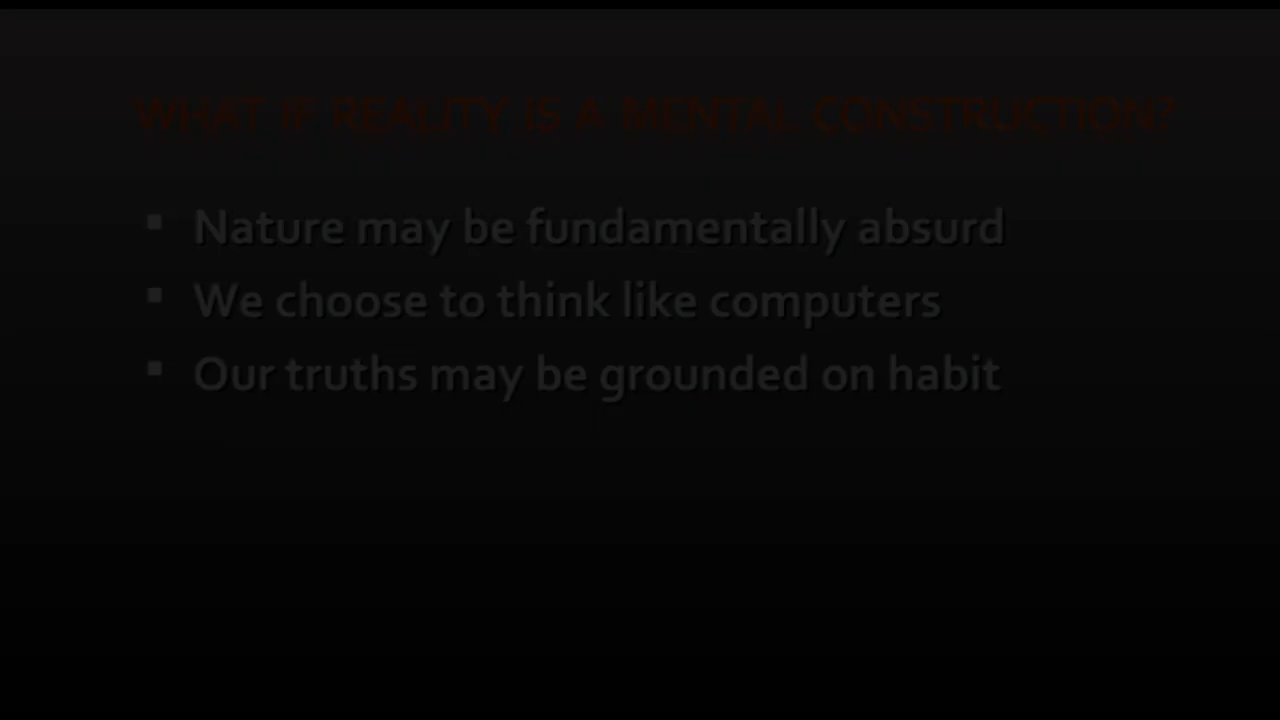 WHAT IF REALITY IS A MENTAL CONSTRUCTION?
▪ Nature may be fundamentally absurd
▪ We choose to think like computers
▪ Our truths may be grounded on habit